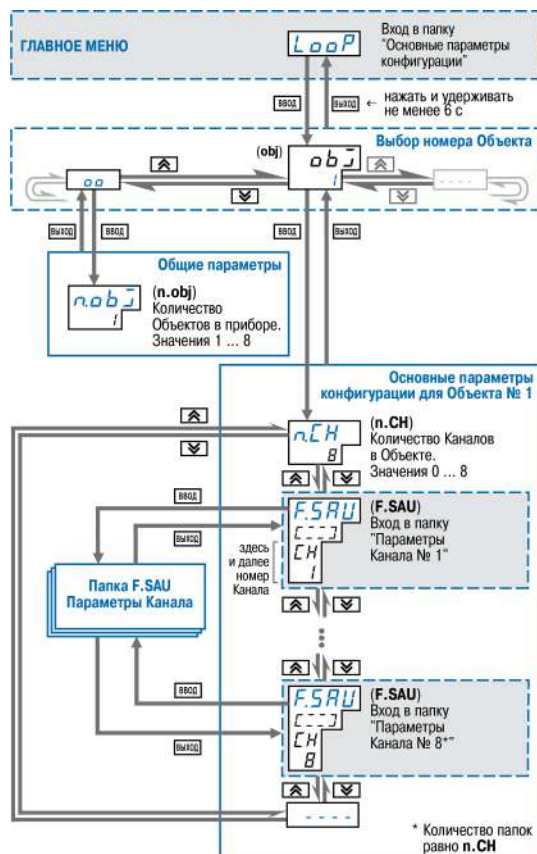 ГЛАВНОЕ МЕНЮ
LooP
Вход в папку
"Основные параметры
конфигурации"
ВВОД
ВЫХОД
← нажать и удерживать
не менее 6 с
Выбор номера Объекта
(obj)
obJ
1
oo
----
ВЫХОД
ВВОД
ВВОД
ВЫХОД
Общие параметры
n.obJ
1
(n.obj)
Количество
Объектов в приборе.
Значения 1 ... 8
Основные параметры
конфигурации для Объекта № 1
n.CH
8
(n.CH)
Количество Каналов
в Объекте.
Значения 0 ... 8
ВВОД
ВЫХОД
F.SAU
[---]
CH
1
(F.SAU)
Вход в папку
"Параметры
Канала № 1"
здесь
и далее
номер
Канала
Папка F.SAU
Параметры Канала
ВВОД
ВЫХОД
F.SAU
[---]
CH
8
(F.SAU)
Вход в папку
"Параметры
Канала № 8*"
----
* Количество папок
равно n.CH